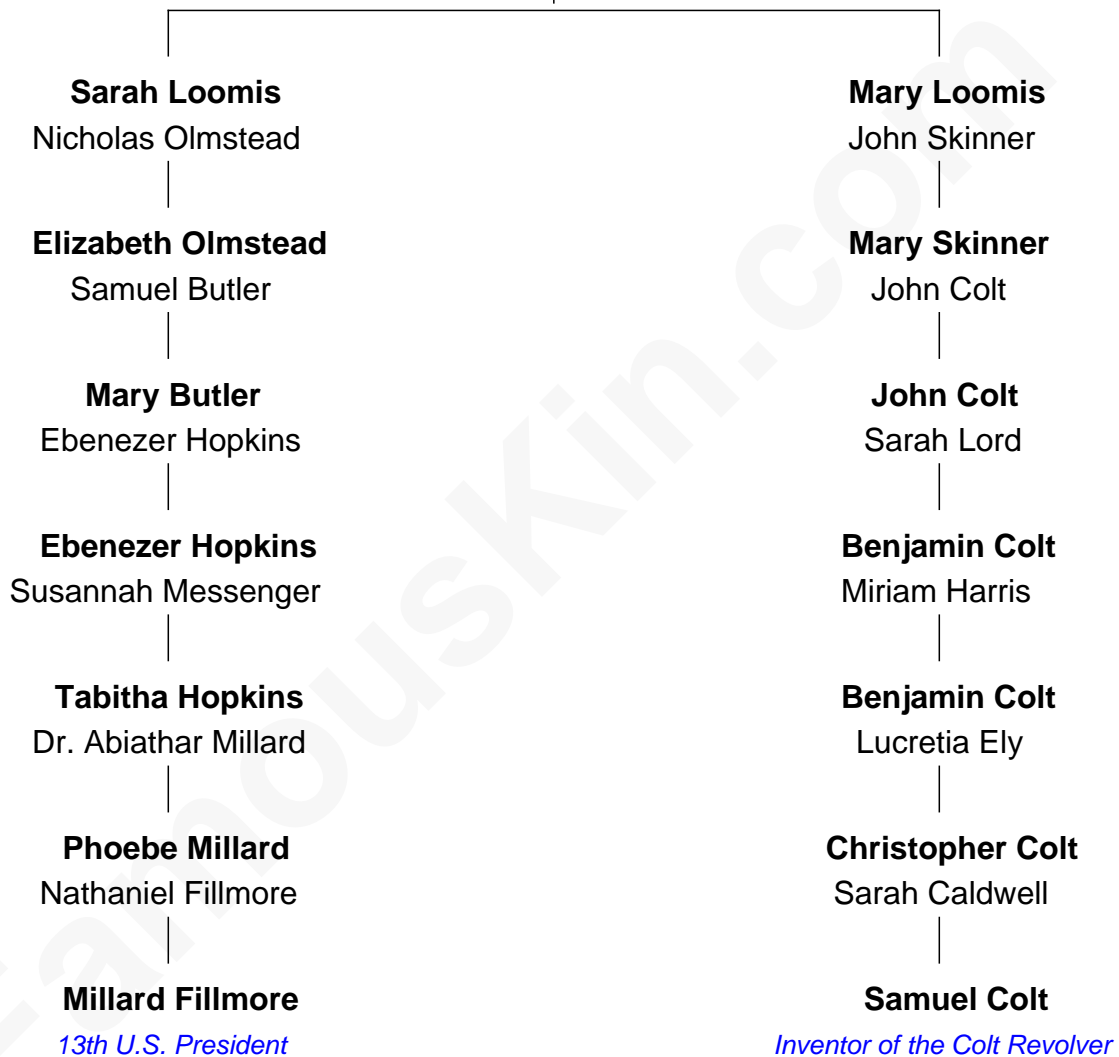 Sarah Loomis
Nicholas Olmstead
Mary Loomis
John Skinner
Elizabeth Olmstead
Samuel Butler
Mary Skinner
John Colt
Mary Butler
Ebenezer Hopkins
John Colt
Sarah Lord
Ebenezer Hopkins
Susannah Messenger
Benjamin Colt
Miriam Harris
Tabitha Hopkins
Dr. Abiathar Millard
Benjamin Colt
Lucretia Ely
Phoebe Millard
Nathaniel Fillmore
Christopher Colt
Sarah Caldwell
Millard Fillmore
13th U.S. President
Samuel Colt
Inventor of the Colt Revolver
FamousKin.com